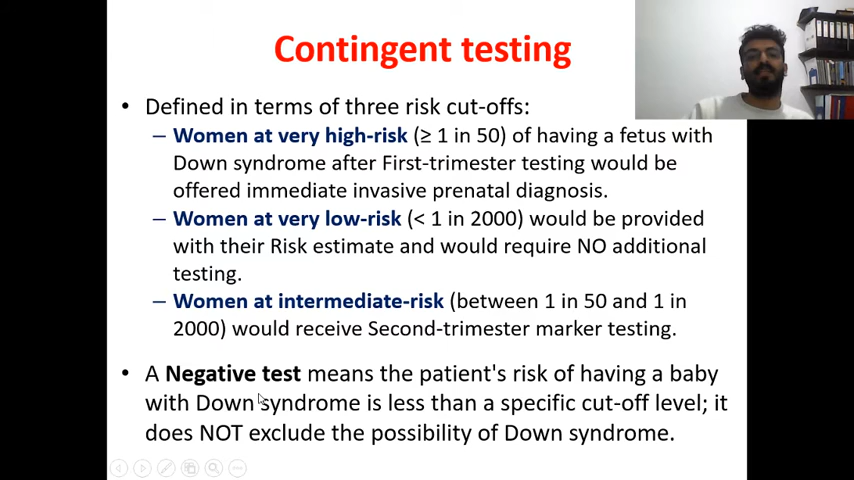 Contingent testing
• Defined in terms of three risk cut-offs:
– Women at very high-risk (≥ 1 in 50) of having a fetus with
Down syndrome after First-trimester testing would be
offered immediate invasive prenatal diagnosis.
– Women at very low-risk (< 1 in 2000) would be provided
with their Risk estimate and would require NO additional
testing.
– Women at intermediate-risk (between 1 in 50 and 1 in
2000) would receive Second-trimester marker testing.
• A Negative test means the patient's risk of having a baby
with Down syndrome is less than a specific cut-off level; it
does NOT exclude the possibility of Down syndrome.